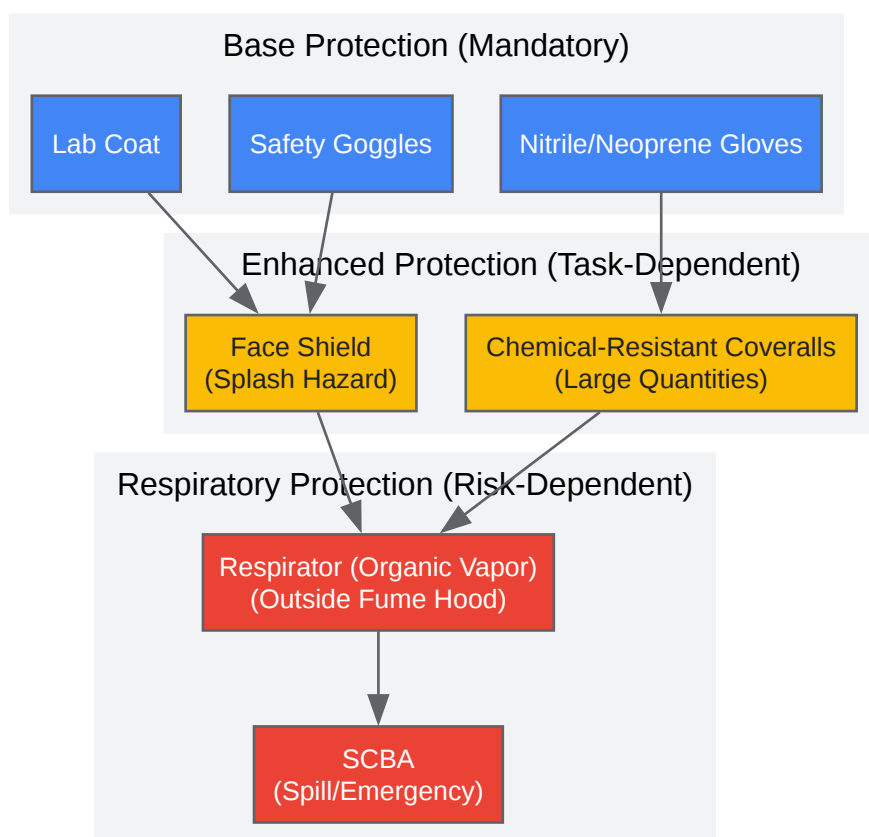 Base Protection (Mandatory)
Lab Coat
Safety Goggles
Nitrile/Neoprene Gloves
Enhanced Protection (Task-Dependent)
Face Shield
(Splash Hazard)
Chemical-Resistant Coveralls
(Large Quantities)
Respiratory Protection (Risk-Dependent)
Respirator (Organic Vapor)
(Outside Fume Hood)
SCBA
(Spill/Emergency)